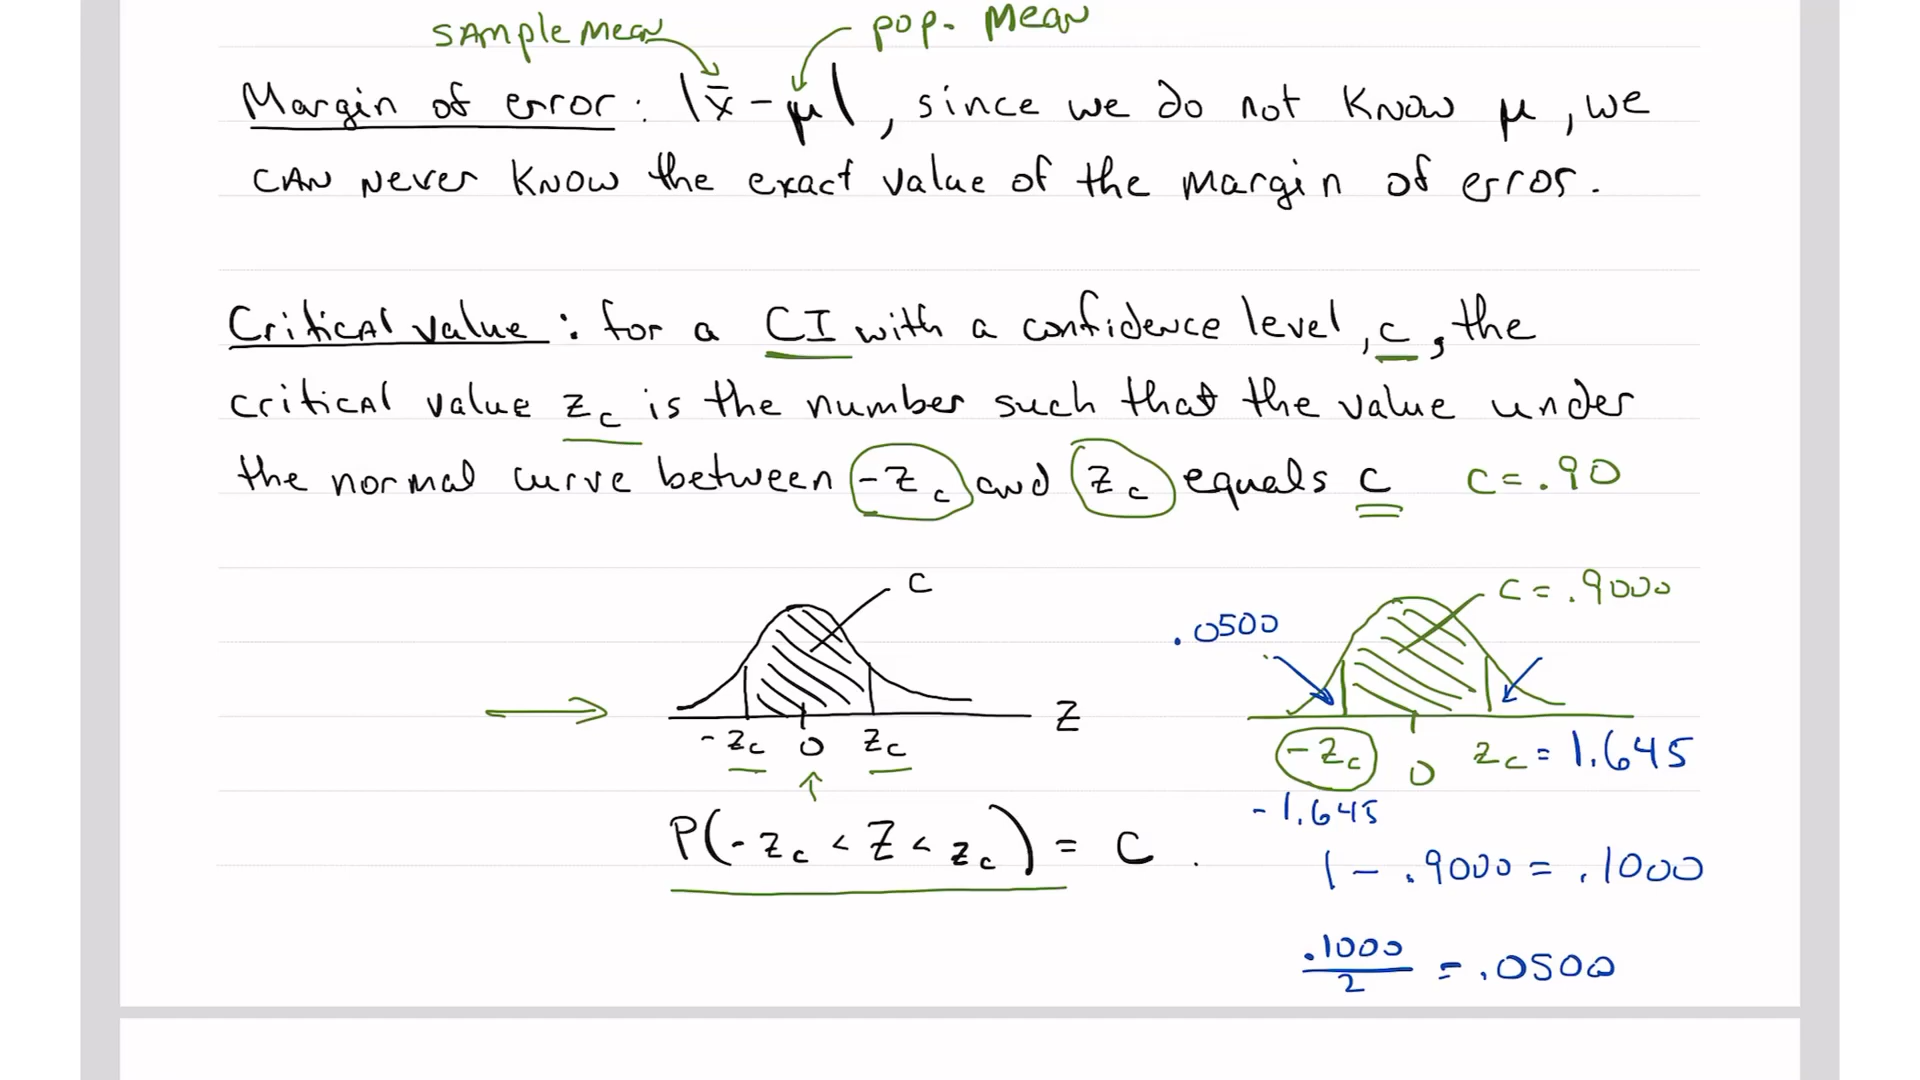 sample mean pop. mean
Margin of error: |x̄ - μ|, since we do not know μ, we
can never know the exact value of the margin of error.
Critical value: for a CI with a confidence level, c, the
critical value z_c is the number such that the value under
the normal curve between -z_c and z_c equals c c = .90
c
c = .9000
.0500
-z_c 0 z_c z
-z_c 0 z_c = 1.645
-1.645
P(-z_c < z < z_c) = c.
1 - .9000 = .1000
.1000/2 = .0500